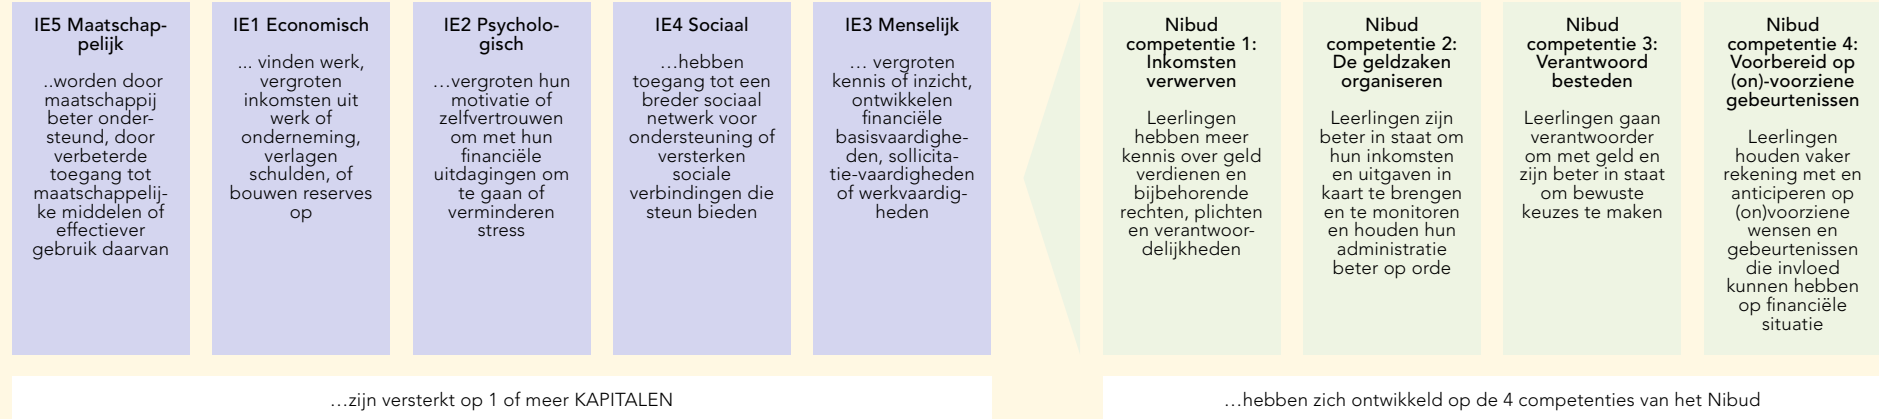 IE5 Maatschap-
pelijk
..worden door
maatschappij
beter onder-
steund, door
verbeterde
toegang tot
maatschappelij-
ke middelen of
effectiever
gebruik daarvan
IE1 Economisch
... vinden werk,
vergroten
inkomsten uit
werk of
onderneming,
verlagen
schulden, of
bouwen reserves
op
IE2 Psycholo-
gisch
…vergroten hun
motivatie of
zelfvertrouwen
om met hun
financiële
uitdagingen om
te gaan of
verminderen
stress
IE4 Sociaal
…hebben
toegang tot een
breder sociaal
netwerk voor
ondersteuning of
versterken
sociale
verbindingen die
steun bieden
IE3 Menselijk
… vergroten
kennis of inzicht,
ontwikkelen
financiële
basisvaardighe-
den, sollicita-
tie-vaardigheden
of werkvaardig-
heden
Nibud
competentie 1:
Inkomsten
verwerven
Leerlingen
hebben meer
kennis over geld
verdienen en
bijbehorende
rechten, plichten
en verantwoor-
delijkheden
Nibud
competentie 2:
De geldzaken
organiseren
Leerlingen zijn
beter in staat om
hun inkomsten
en uitgaven in
kaart te brengen
en te monitoren
en houden hun
administratie
beter op orde
Nibud
competentie 3:
Verantwoord
besteden
Leerlingen gaan
verantwoorder
om met geld en
zijn beter in staat
om bewuste
keuzes te maken
Nibud
competentie 4:
Voorbereid op
(on)-voorziene
gebeurtenissen
Leerlingen
houden vaker
rekening met en
anticiperen op
(on)voorziene
wensen en
gebeurtenissen
die invloed
kunnen hebben
op financiële
situatie
…zijn versterkt op 1 of meer KAPITALEN
…hebben zich ontwikkeld op de 4 competenties van het Nibud